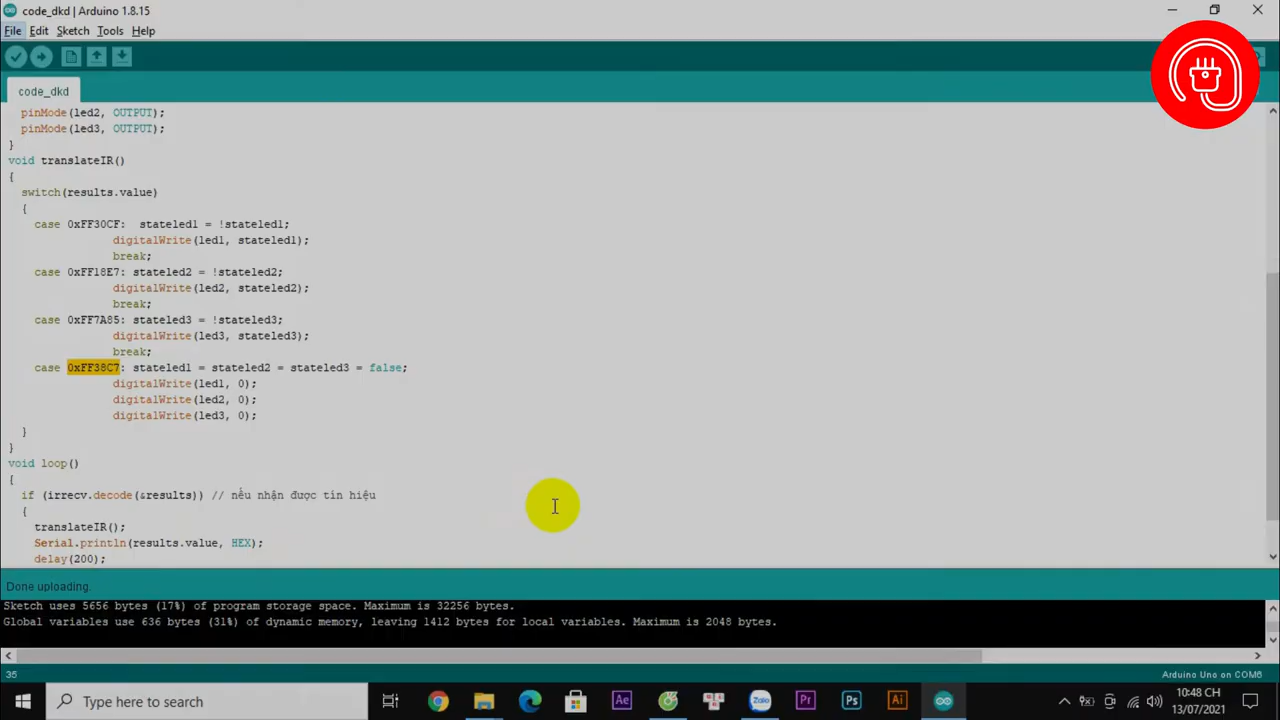 code_dkd | Arduino 1.8.15
File Edit Sketch Tools Help
code_dkd
pinMode(led2, OUTPUT);
pinMode(led3, OUTPUT);
}
void translateIR()
{
switch(results.value)
{
case 0xFF30CF: stateled1 = !stateled1;
digitalWrite(led1, stateled1);
break;
case 0xFF18E7: stateled2 = !stateled2;
digitalWrite(led2, stateled2);
break;
case 0xFF7A85: stateled3 = !stateled3;
digitalWrite(led3, stateled3);
break;
case 0xFF38C7: stateled1 = stateled2 = stateled3 = false;
digitalWrite(led1, 0);
digitalWrite(led2, 0);
digitalWrite(led3, 0);
}
}
void loop()
{
if (irrecv.decode(&results)) // nếu nhận được tín hiệu
{
translateIR();
Serial.println(results.value, HEX);
delay(200);
Done uploading.
Sketch uses 5656 bytes (17%) of program storage space. Maximum is 32256 bytes.
Global variables use 636 bytes (31%) of dynamic memory, leaving 1412 bytes for local variables. Maximum is 2048 bytes.
35 Arduino Uno on COM6
Type here to search Ae Zalo Pr Ps Ai 10:48 CH
13/07/2021